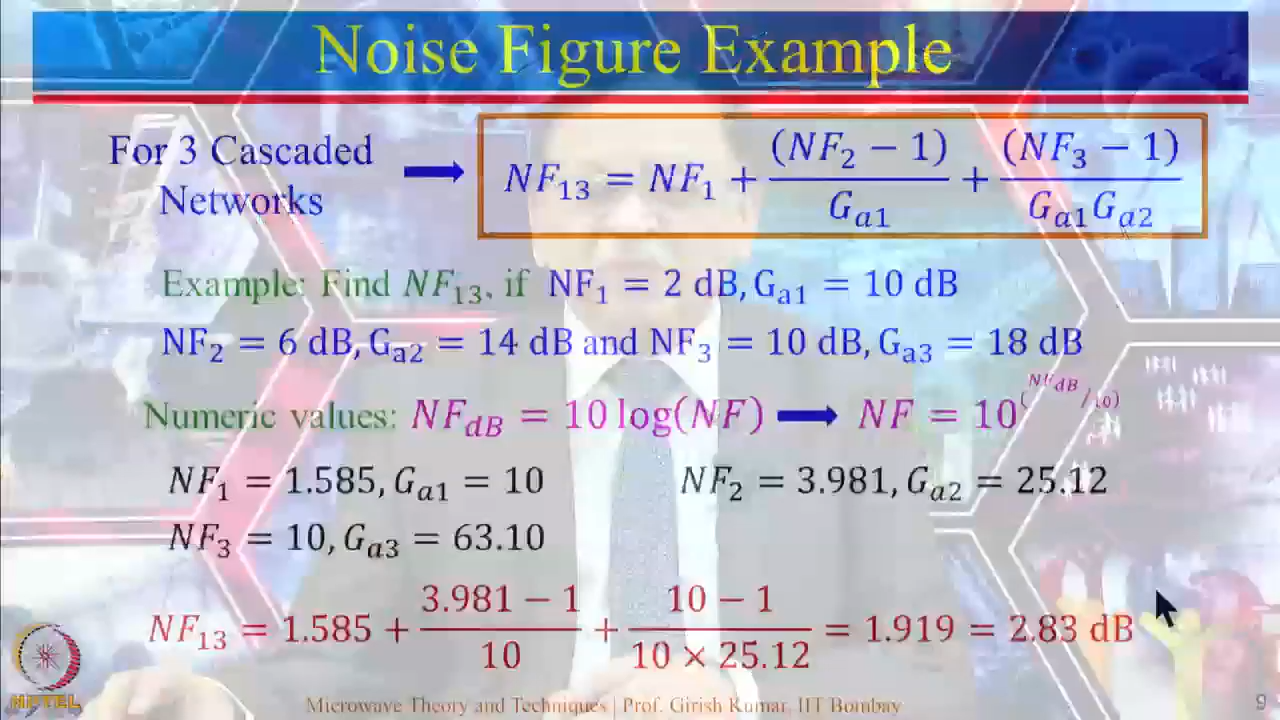 Noise Figure Example
For 3 Cascaded Networks ➡ NF₁₃ = NF₁ + (NF₂ − 1)/Gₐ₁ + (NF₃ − 1)/(Gₐ₁Gₐ₂)
Example: Find NF₁₃, if NF₁ = 2 dB, Gₐ₁ = 10 dB
NF₂ = 6 dB, Gₐ₂ = 14 dB and NF₃ = 10 dB, Gₐ₃ = 18 dB
Numeric values: NF_dB = 10 log(NF) ➡ NF = 10^(NF_dB/10)
NF₁ = 1.585, Gₐ₁ = 10 NF₂ = 3.981, Gₐ₂ = 25.12
NF₃ = 10, Gₐ₃ = 63.10
NF₁₃ = 1.585 + (3.981 − 1)/10 + (10 − 1)/(10 × 25.12) = 1.919 = 2.83 dB
NPTEL
Microwave Theory and Techniques | Prof. Girish Kumar, IIT Bombay
9